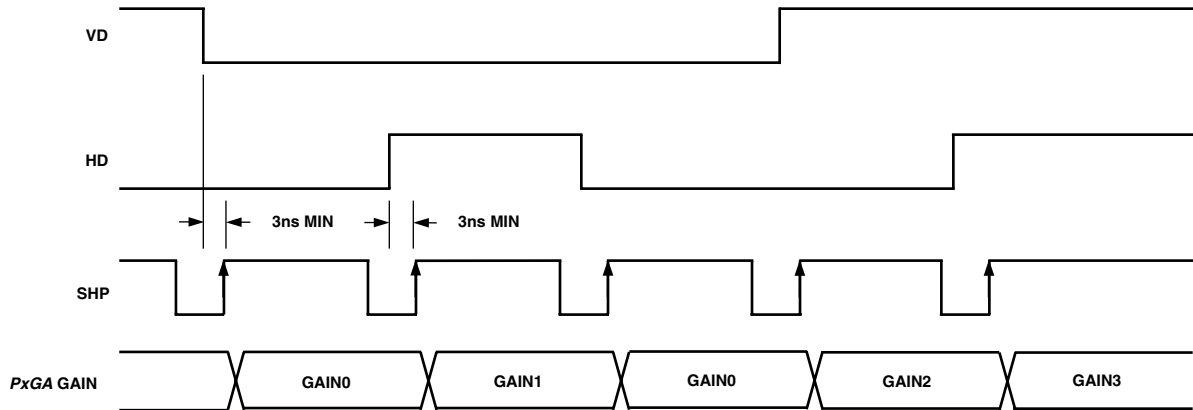 VD
HD
3ns MIN 3ns MIN
SHP
PxGA GAIN GAIN0 GAIN1 GAIN0 GAIN2 GAIN3